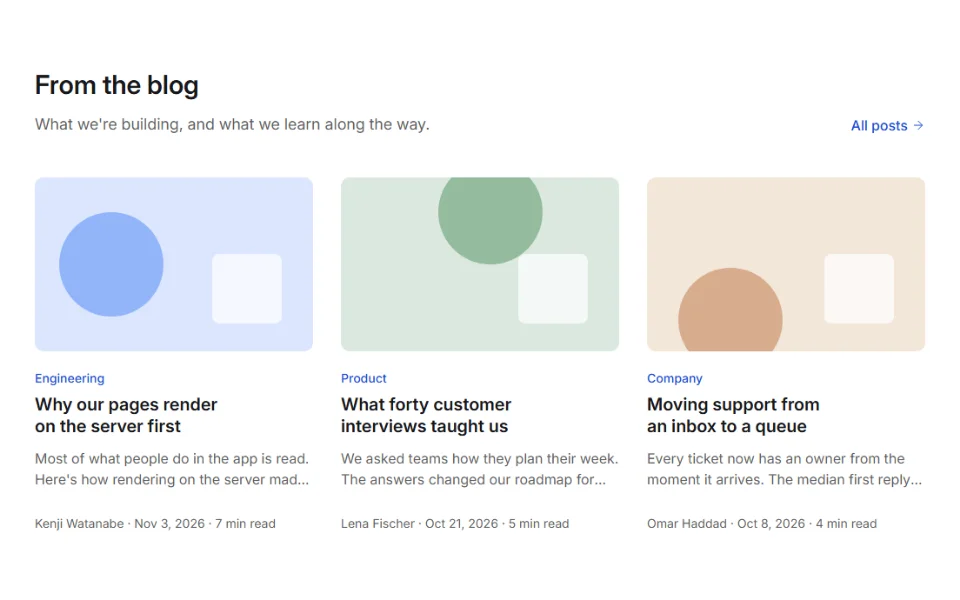 From the blog
What we're building, and what we learn along the way.
All posts →
Engineering
Why our pages render
on the server first
Most of what people do in the app is read.
Here's how rendering on the server mad...
Kenji Watanabe · Nov 3, 2026 · 7 min read
Product
What forty customer
interviews taught us
We asked teams how they plan their week.
The answers changed our roadmap for...
Lena Fischer · Oct 21, 2026 · 5 min read
Company
Moving support from
an inbox to a queue
Every ticket now has an owner from the
moment it arrives. The median first reply...
Omar Haddad · Oct 8, 2026 · 4 min read